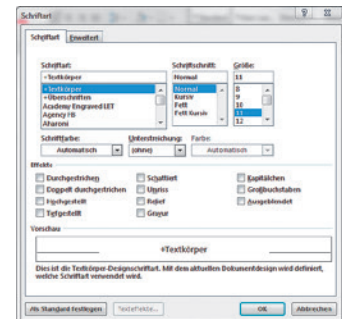 Schriftart
Schriftart Erweitert
Schriftart: Schriftschnitt: Größe:
+Textkörper Normal 11
+Textkörper Normal 8
+Überschriften Kursiv 9
Academy Engraved LET Fett 10
Agency FB Fett Kursiv 11
Aharoni 12
Schriftfarbe: Unterstreichung: Farbe:
Automatisch (ohne) Automatisch
Effekte
Durchgestrichen Schattiert Kapitälchen
Doppelt durchgestrichen Umriss Großbuchstaben
Hochgestellt Relief Ausgeblendet
Tiefgestellt Gravur
Vorschau
+Textkörper
Dies ist die Textkörper-Designschriftart. Mit dem aktuellen Dokumentdesign wird definiert,
welche Schriftart verwendet wird.
Als Standard festlegen Texteffekte... OK Abbrechen